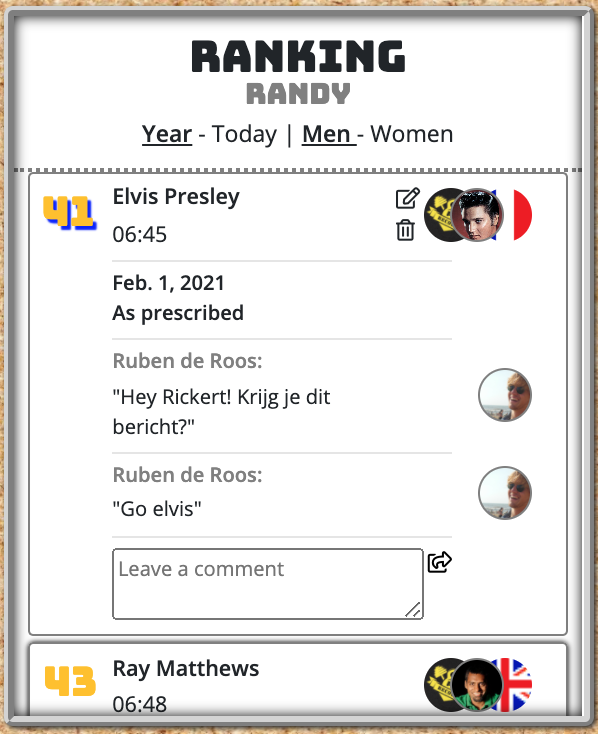 RANKING
RANDY
Year - Today | Men - Women
41
Elvis Presley
06:45
Feb. 1, 2021
As prescribed
Ruben de Roos:
"Hey Rickert! Krijg je dit
bericht?"
Ruben de Roos:
"Go elvis"
Leave a comment
43
Ray Matthews
06:48